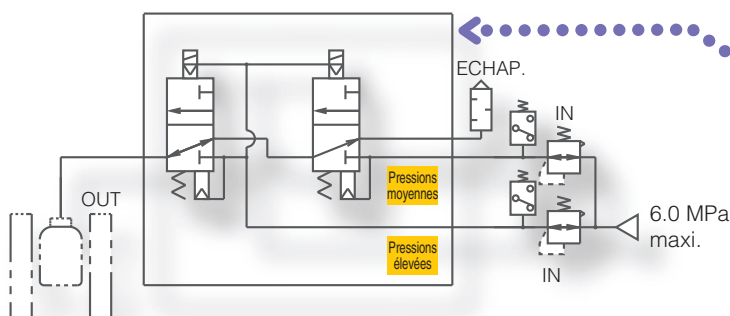 ECHAP.
IN
OUT
Pressions
moyennes
6.0 MPa
maxi.
Pressions
élevées
IN